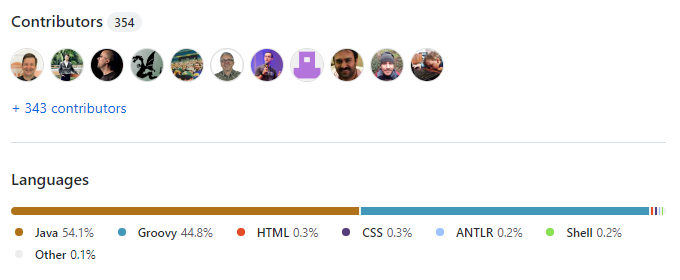 Contributors 354
+ 343 contributors
Languages
Java 54.1% Groovy 44.8% HTML 0.3% CSS 0.3% ANTLR 0.2% Shell 0.2%
Other 0.1%